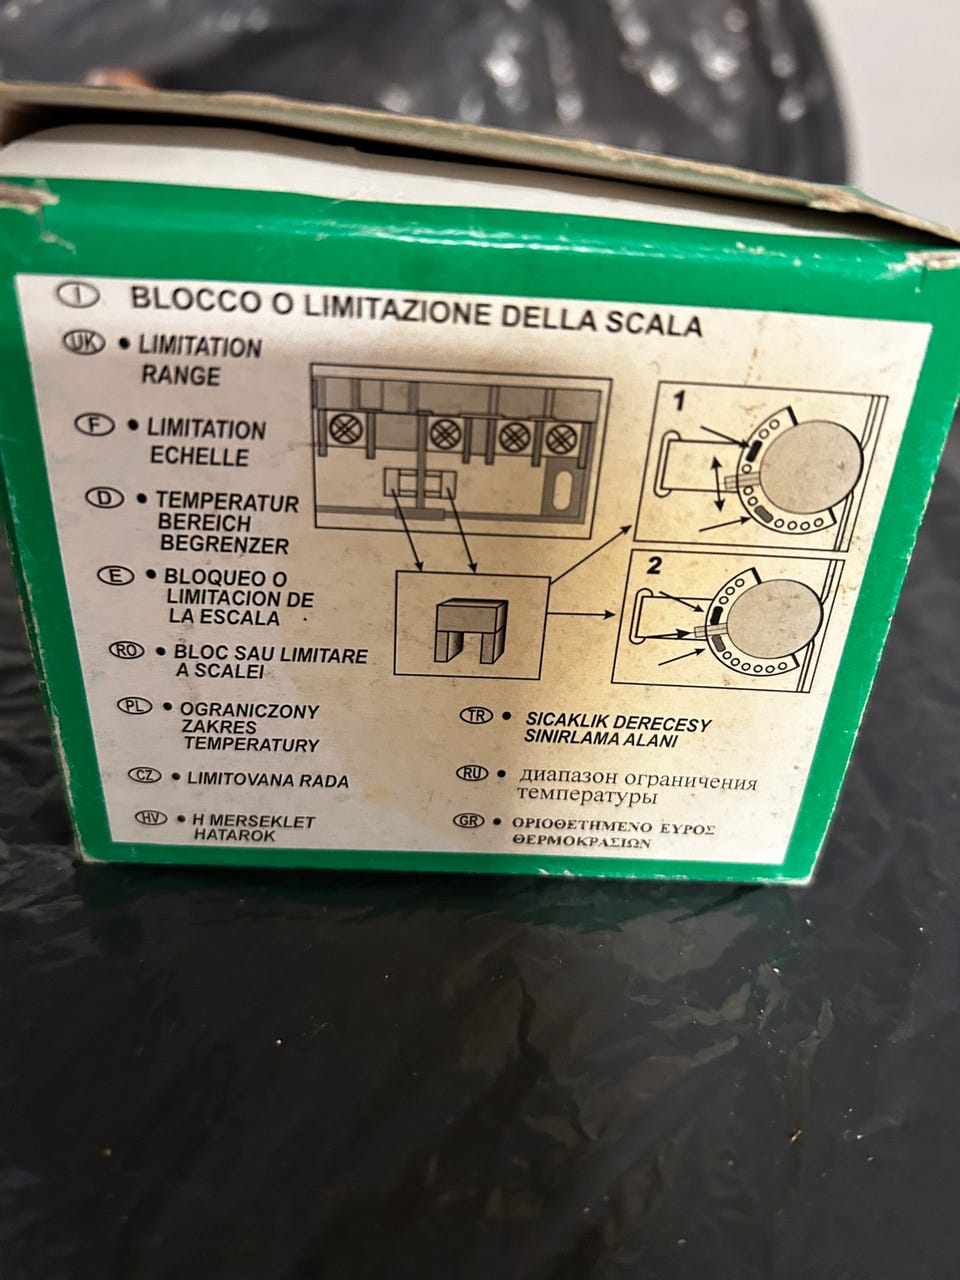 I BLOCCO O LIMITAZIONE DELLA SCALA
UK • LIMITATION
RANGE
F • LIMITATION
ECHELLE
D • TEMPERATUR
BEREICH
BEGRENZER
E • BLOQUEO O
LIMITACION DE
LA ESCALA
RO • BLOC SAU LIMITARE
A SCALEI
PL • OGRANICZONY
ZAKRES
TEMPERATURY
CZ • LIMITOVANA RADA
HV • H MERSEKLET
HATAROK
1
2
TR • SICAKLIK DERECESY
SINIRLAMA ALANI
RU • диапазон ограничения
температуры
GR • ΟΡΙΟΘΕΤΗΜΕΝΟ ΕΥΡΟΣ
ΘΕΡΜΟΚΡΑΣΙΩΝ